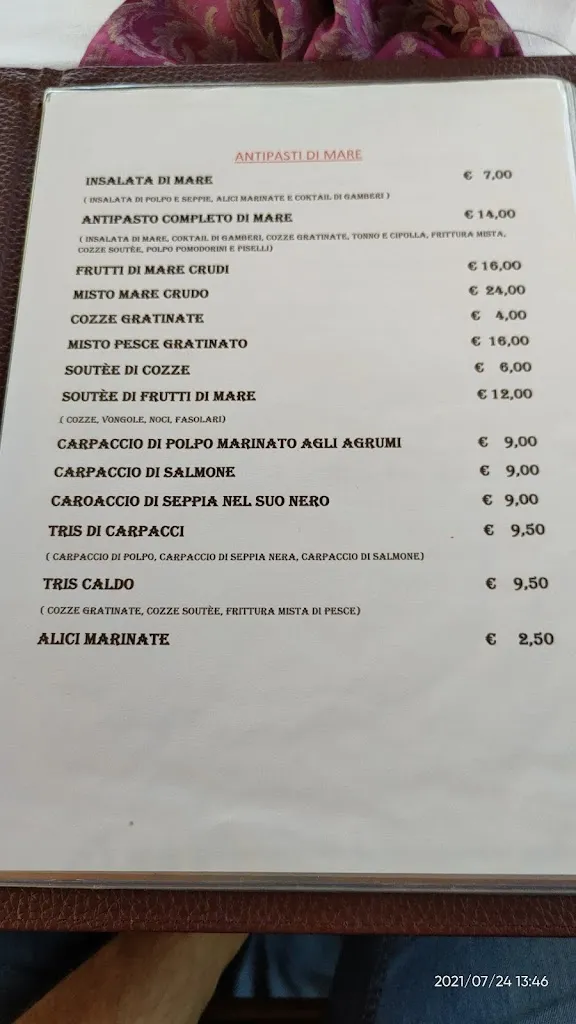 ANTIPASTI DI MARE
INSALATA DI MARE € 7,00
( INSALATA DI POLPO E SEPPIE, ALICI MARINATE E COKTAIL DI GAMBERI )
ANTIPASTO COMPLETO DI MARE € 14,00
( INSALATA DI MARE, COKTAIL DI GAMBERI, COZZE GRATINATE, TONNO E CIPOLLA, FRITTURA MISTA,
COZZE SOUTÈE, POLPO POMODORINI E PISELLI)
FRUTTI DI MARE CRUDI € 16,00
MISTO MARE CRUDO € 24,00
COZZE GRATINATE € 4,00
MISTO PESCE GRATINATO € 16,00
SOUTÈE DI COZZE € 6,00
SOUTÈE DI FRUTTI DI MARE € 12,00
( COZZE, VONGOLE, NOCI, FASOLARI)
CARPACCIO DI POLPO MARINATO AGLI AGRUMI € 9,00
CARPACCIO DI SALMONE € 9,00
CAROACCIO DI SEPPIA NEL SUO NERO € 9,00
TRIS DI CARPACCI € 9,50
( CARPACCIO DI POLPO, CARPACCIO DI SEPPIA NERA, CARPACCIO DI SALMONE)
TRIS CALDO € 9,50
( COZZE GRATINATE, COZZE SOUTÈE, FRITTURA MISTA DI PESCE)
ALICI MARINATE € 2,50
2021/07/24 13:46